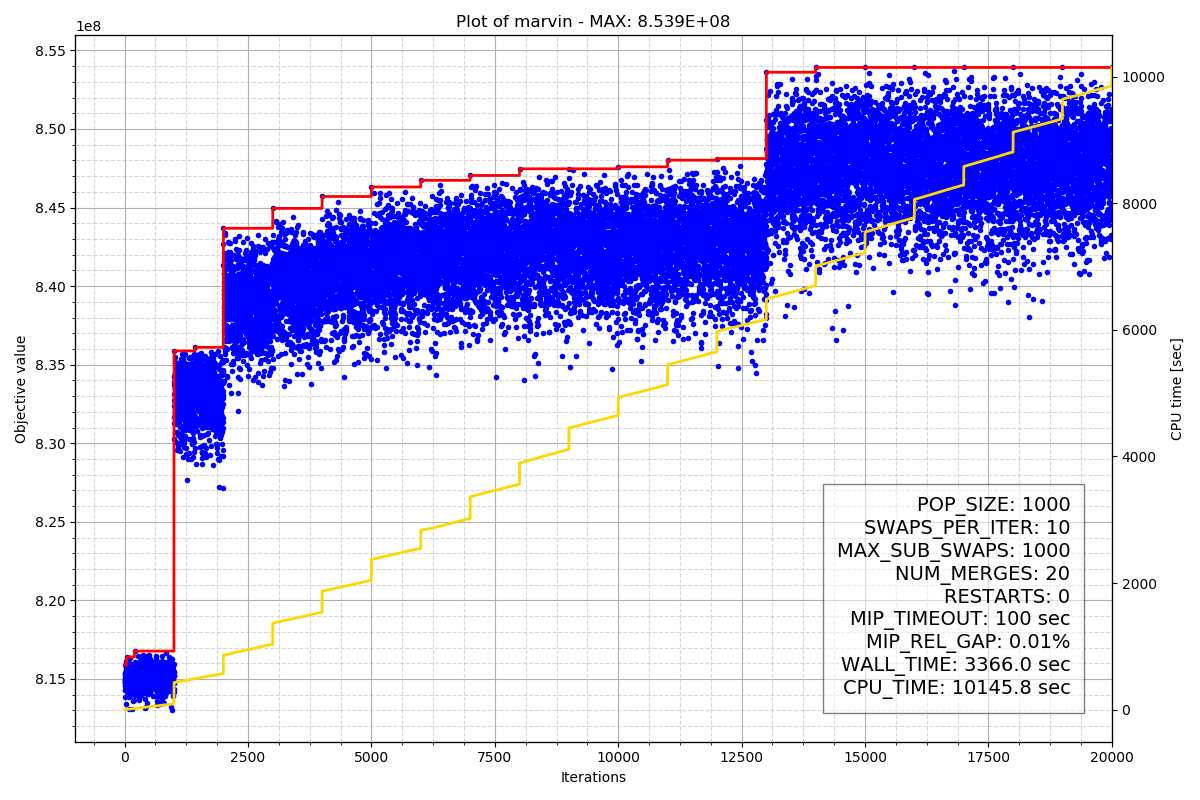 Plot of marvin - MAX: 8.539E+08
1e8
8.55
8.50
8.45
8.40
8.35
8.30
8.25
8.20
8.15
Objective value
10000
8000
6000
4000
2000
0
CPU time [sec]
POP_SIZE: 1000
SWAPS_PER_ITER: 10
MAX_SUB_SWAPS: 1000
NUM_MERGES: 20
RESTARTS: 0
MIP_TIMEOUT: 100 sec
MIP_REL_GAP: 0.01%
WALL_TIME: 3366.0 sec
CPU_TIME: 10145.8 sec
0 2500 5000 7500 10000 12500 15000 17500 20000
Iterations